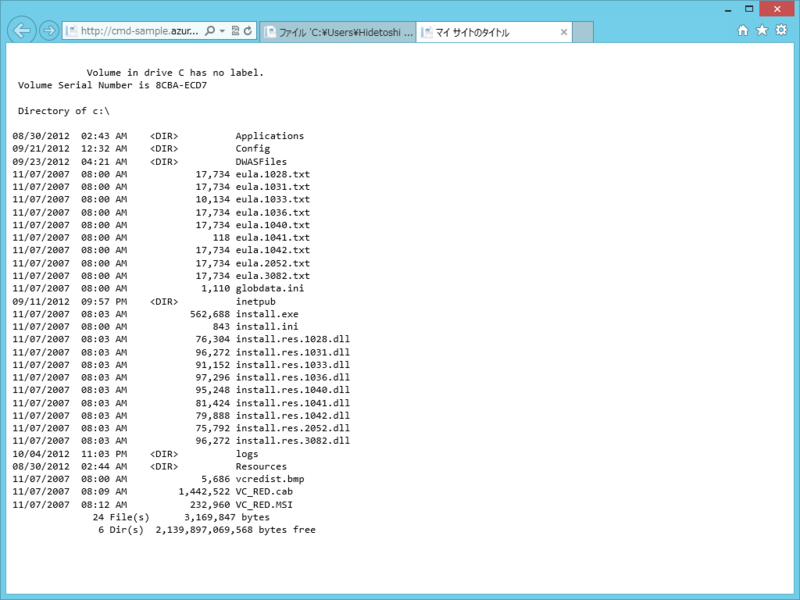 http://cmd-sample.azur...
ファイル 'C:¥Users¥Hidetoshi ...
マイ サイトのタイトル
Volume in drive C has no label.
Volume Serial Number is 8CBA-ECD7
Directory of c:\
08/30/2012  02:43 AM    <DIR>          Applications
09/21/2012  12:32 AM    <DIR>          Config
09/23/2012  04:21 AM    <DIR>          DWASFiles
11/07/2007  08:00 AM            17,734 eula.1028.txt
11/07/2007  08:00 AM            17,734 eula.1031.txt
11/07/2007  08:00 AM            10,134 eula.1033.txt
11/07/2007  08:00 AM            17,734 eula.1036.txt
11/07/2007  08:00 AM            17,734 eula.1040.txt
11/07/2007  08:00 AM               118 eula.1041.txt
11/07/2007  08:00 AM            17,734 eula.1042.txt
11/07/2007  08:00 AM            17,734 eula.2052.txt
11/07/2007  08:00 AM            17,734 eula.3082.txt
11/07/2007  08:00 AM             1,110 globdata.ini
09/11/2012  09:57 PM    <DIR>          inetpub
11/07/2007  08:03 AM           562,688 install.exe
11/07/2007  08:00 AM               843 install.ini
11/07/2007  08:03 AM            76,304 install.res.1028.dll
11/07/2007  08:03 AM            96,272 install.res.1031.dll
11/07/2007  08:03 AM            91,152 install.res.1033.dll
11/07/2007  08:03 AM            97,296 install.res.1036.dll
11/07/2007  08:03 AM            95,248 install.res.1040.dll
11/07/2007  08:03 AM            81,424 install.res.1041.dll
11/07/2007  08:03 AM            79,888 install.res.1042.dll
11/07/2007  08:03 AM            75,792 install.res.2052.dll
11/07/2007  08:03 AM            96,272 install.res.3082.dll
10/04/2012  11:03 PM    <DIR>          logs
08/30/2012  02:44 AM    <DIR>          Resources
11/07/2007  08:00 AM             5,686 vcredist.bmp
11/07/2007  08:09 AM         1,442,522 VC_RED.cab
11/07/2007  08:12 AM           232,960 VC_RED.MSI
24 File(s)      3,169,847 bytes
6 Dir(s)  2,139,897,069,568 bytes free